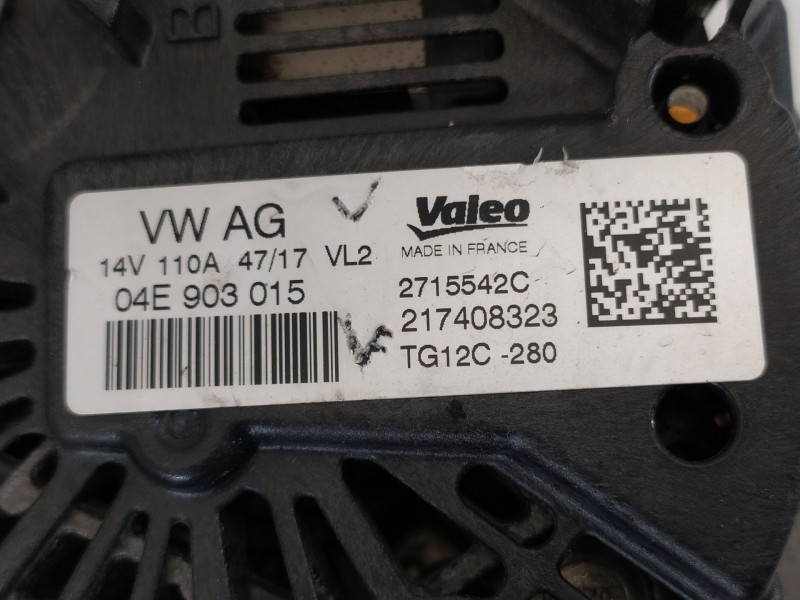 B
VW AG
14V 110A 47/17 VL2
04E 903 015
Valeo
MADE IN FRANCE
2715542C
217408323
TG12C -280